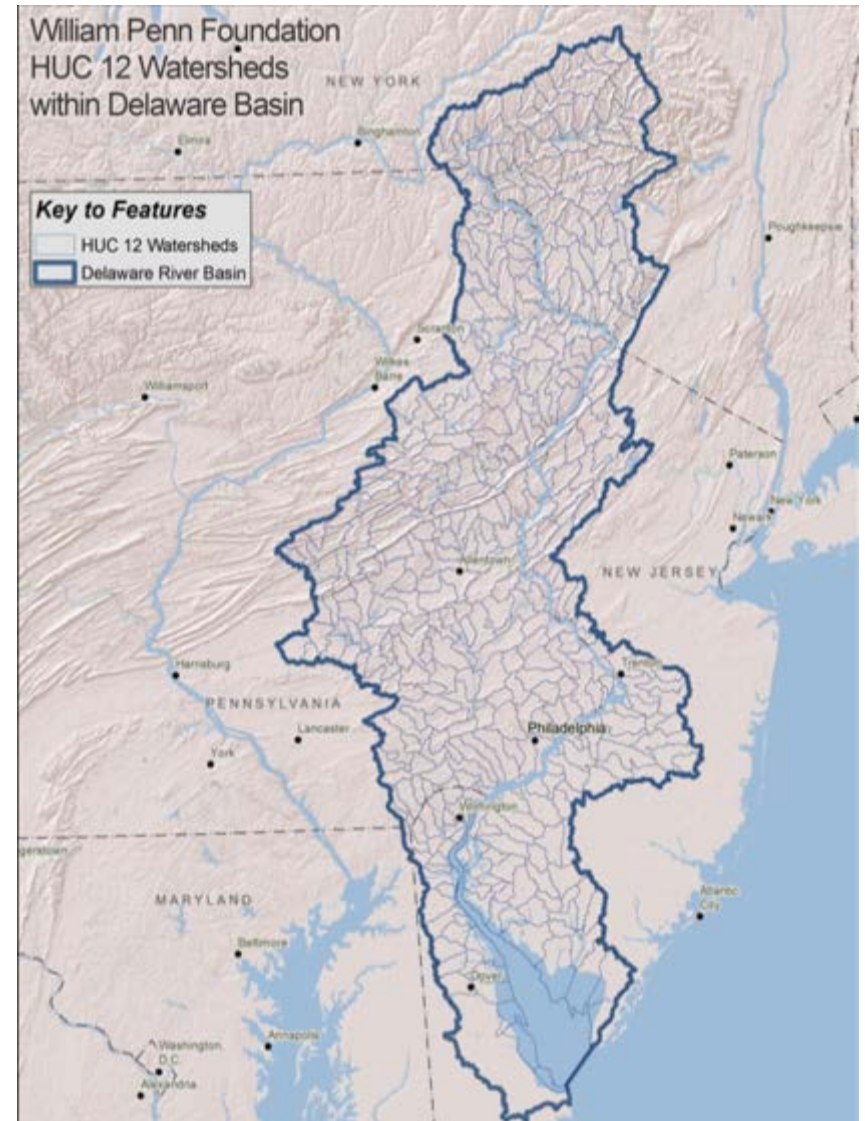 William Penn Foundation
HUC 12 Watersheds
within Delaware Basin
NEW YORK
Elmira
Binghamton
Key to Features
HUC 12 Watersheds
Delaware River Basin
Poughkeepsie
Scranton
Wilkes
Barre
Williamsport
Paterson
New York
Newark
Allentown
NEW JERSEY
Harrisburg
Trenton
PENNSYLVANIA
Lancaster
Philadelphia
York
Wilmington
gerstown
MARYLAND
Atlantic
City
Baltimore
Dover
Annapolis
Washington
D.C.
Alexandria